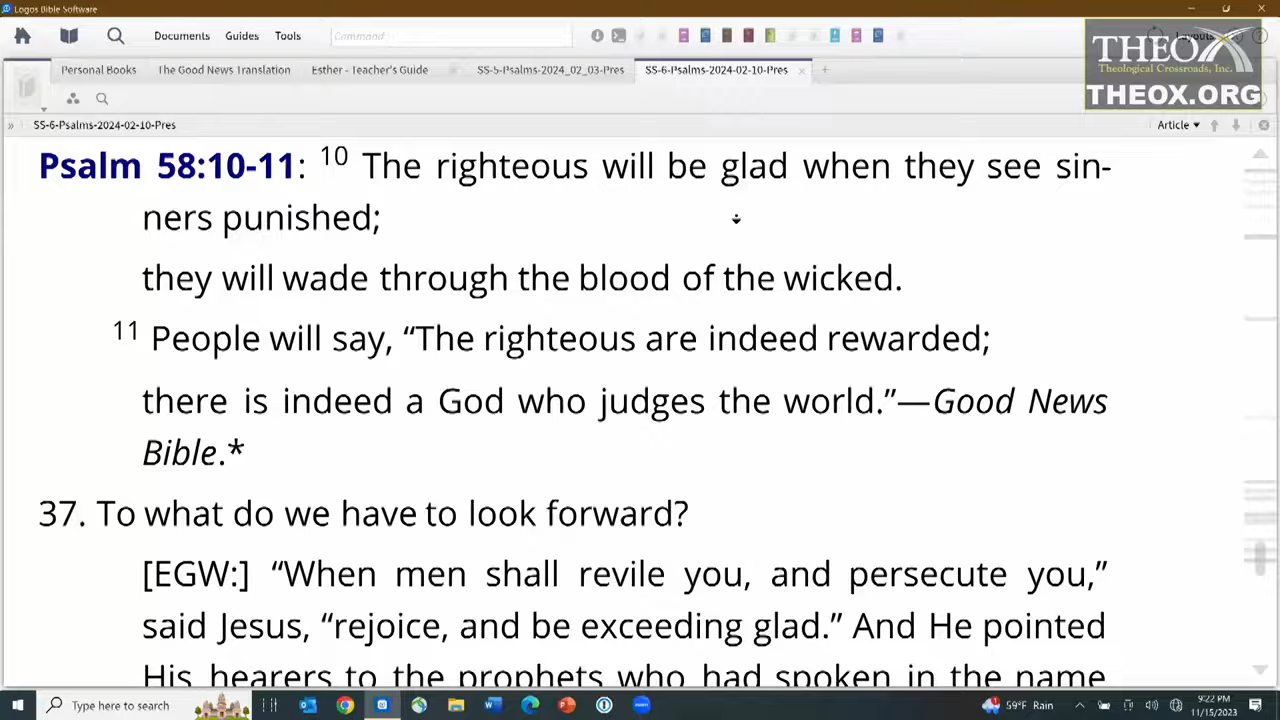 Logos Bible Software
Documents Guides Tools Command Layouts
THEOX
Theological Crossroads, Inc.
THEOX.ORG
Personal Books The Good News Translation Esther - Teacher's Guid SS-5-Psalms-2024_02_03-Pres SS-6-Psalms-2024-02-10-Pres
SS-6-Psalms-2024-02-10-Pres Article
Psalm 58:10-11: 10 The righteous will be glad when they see sin-
ners punished;
they will wade through the blood of the wicked.
11 People will say, “The righteous are indeed rewarded;
there is indeed a God who judges the world.”—Good News
Bible.*
37. To what do we have to look forward?
[EGW:] “When men shall revile you, and persecute you,”
said Jesus, “rejoice, and be exceeding glad.” And He pointed
His hearers to the prophets who had spoken in the name
Type here to search 59°F Rain 9:22 PM
11/15/2023